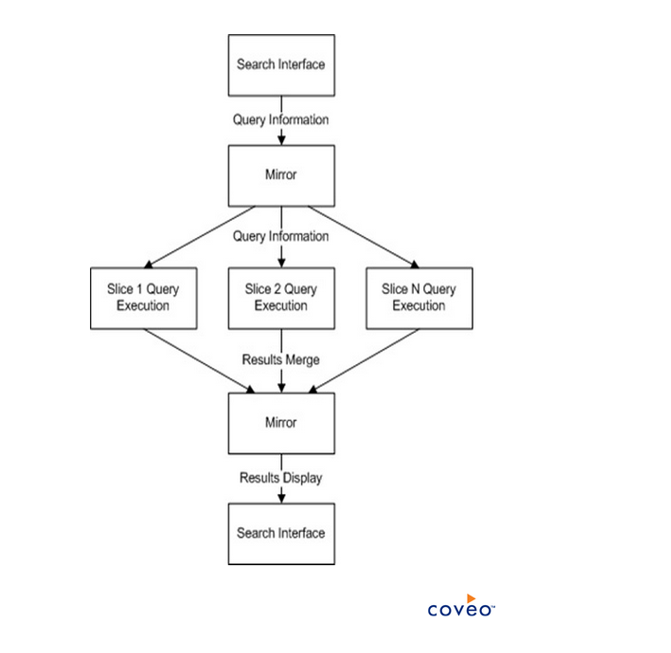 Search Interface
Query Information
Mirror
Query Information
Slice 1 Query
Execution
Slice 2 Query
Execution
Slice N Query
Execution
Results Merge
Mirror
Results Display
Search Interface
coveo™